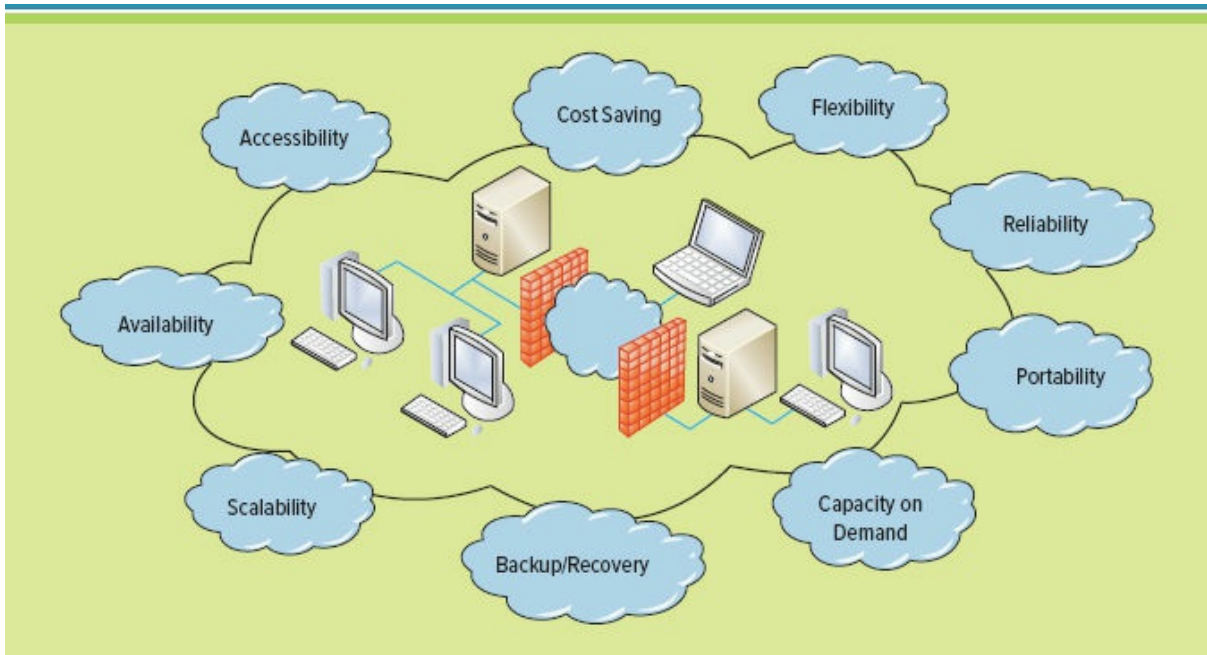 Cost Saving
Flexibility
Accessibility
Reliability
Availability
Portability
Scalability
Capacity on
Demand
Backup/Recovery